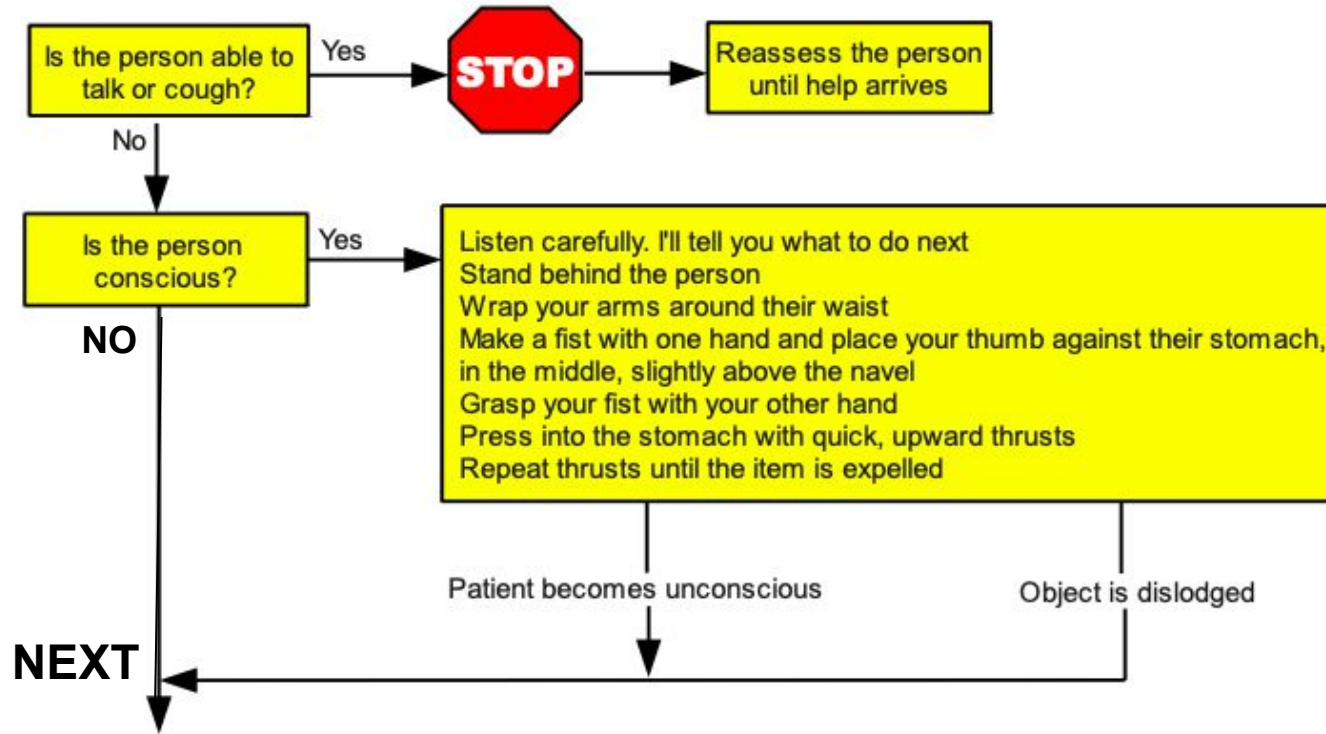 Is the person able to
talk or cough?
Yes
STOP
Reassess the person
until help arrives
No
Is the person
conscious?
Yes
Listen carefully. I'll tell you what to do next
Stand behind the person
Wrap your arms around their waist
Make a fist with one hand and place your thumb against their stomach,
in the middle, slightly above the navel
Grasp your fist with your other hand
Press into the stomach with quick, upward thrusts
Repeat thrusts until the item is expelled
NO
Patient becomes unconscious
Object is dislodged
NEXT